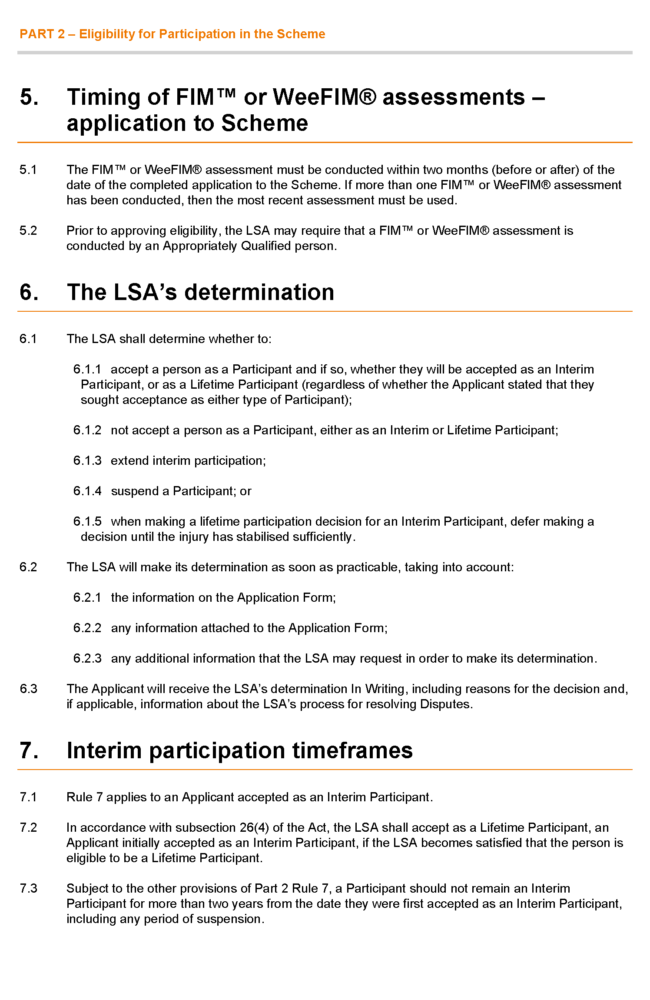 PART 2 – Eligibility for Participation in the Scheme
5. Timing of FIM™ or WeeFIM® assessments –
application to Scheme
5.1 The FIM™ or WeeFIM® assessment must be conducted within two months (before or after) of the
date of the completed application to the Scheme. If more than one FIM™ or WeeFIM® assessment
has been conducted, then the most recent assessment must be used.
5.2 Prior to approving eligibility, the LSA may require that a FIM™ or WeeFIM® assessment is
conducted by an Appropriately Qualified person.
6. The LSA’s determination
6.1 The LSA shall determine whether to:
6.1.1 accept a person as a Participant and if so, whether they will be accepted as an Interim
Participant, or as a Lifetime Participant (regardless of whether the Applicant stated that they
sought acceptance as either type of Participant);
6.1.2 not accept a person as a Participant, either as an Interim or Lifetime Participant;
6.1.3 extend interim participation;
6.1.4 suspend a Participant; or
6.1.5 when making a lifetime participation decision for an Interim Participant, defer making a
decision until the injury has stabilised sufficiently.
6.2 The LSA will make its determination as soon as practicable, taking into account:
6.2.1 the information on the Application Form;
6.2.2 any information attached to the Application Form;
6.2.3 any additional information that the LSA may request in order to make its determination.
6.3 The Applicant will receive the LSA’s determination In Writing, including reasons for the decision and,
if applicable, information about the LSA’s process for resolving Disputes.
7. Interim participation timeframes
7.1 Rule 7 applies to an Applicant accepted as an Interim Participant.
7.2 In accordance with subsection 26(4) of the Act, the LSA shall accept as a Lifetime Participant, an
Applicant initially accepted as an Interim Participant, if the LSA becomes satisfied that the person is
eligible to be a Lifetime Participant.
7.3 Subject to the other provisions of Part 2 Rule 7, a Participant should not remain an Interim
Participant for more than two years from the date they were first accepted as an Interim Participant,
including any period of suspension.